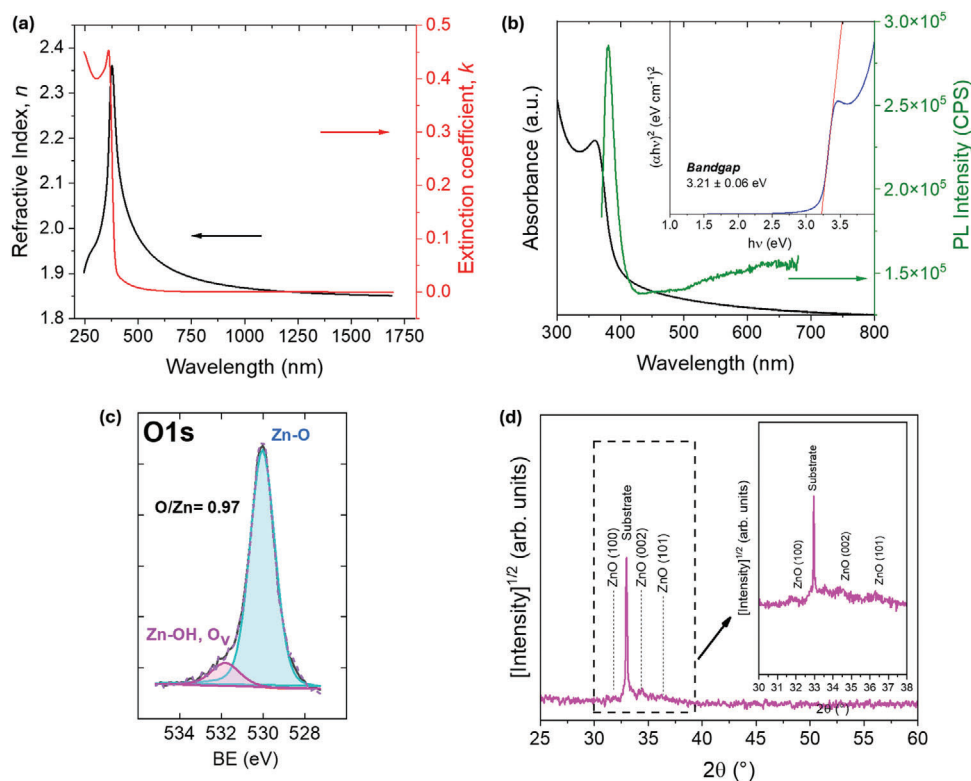 (a)
0.5
0.4
0.3
0.2
0.1
0.0
Extinction coefficient, k
2.4
2.3
2.2
2.1
2.0
1.9
1.8
Refractive Index, n
250 500 750 1000 1250 1500 1750
Wavelength (nm)
(b)
3.0×10⁵
2.5×10⁵
2.0×10⁵
1.5×10⁵
PL Intensity (CPS)
Absorbance (a.u.)
(αhν)² (eV cm⁻¹)²
Bandgap
3.21 ± 0.06 eV
1.0 1.5 2.0 2.5 3.0 3.5
hν (eV)
300 400 500 600 700 800
Wavelength (nm)
(c)
O1s
Zn-O
O/Zn= 0.97
Zn-OH, Oᵥ
534 532 530 528
BE (eV)
(d)
[Intensity]¹ᐟ² (arb. units)
Substrate
ZnO (100)
ZnO (002)
ZnO (101)
[Intensity]¹ᐟ² (arb. units)
Substrate
ZnO (100)
ZnO (002)
ZnO (101)
30 31 32 33 34 35 36 37 38
2θ (°)
25 30 35 40 45 50 55 60
2θ (°)